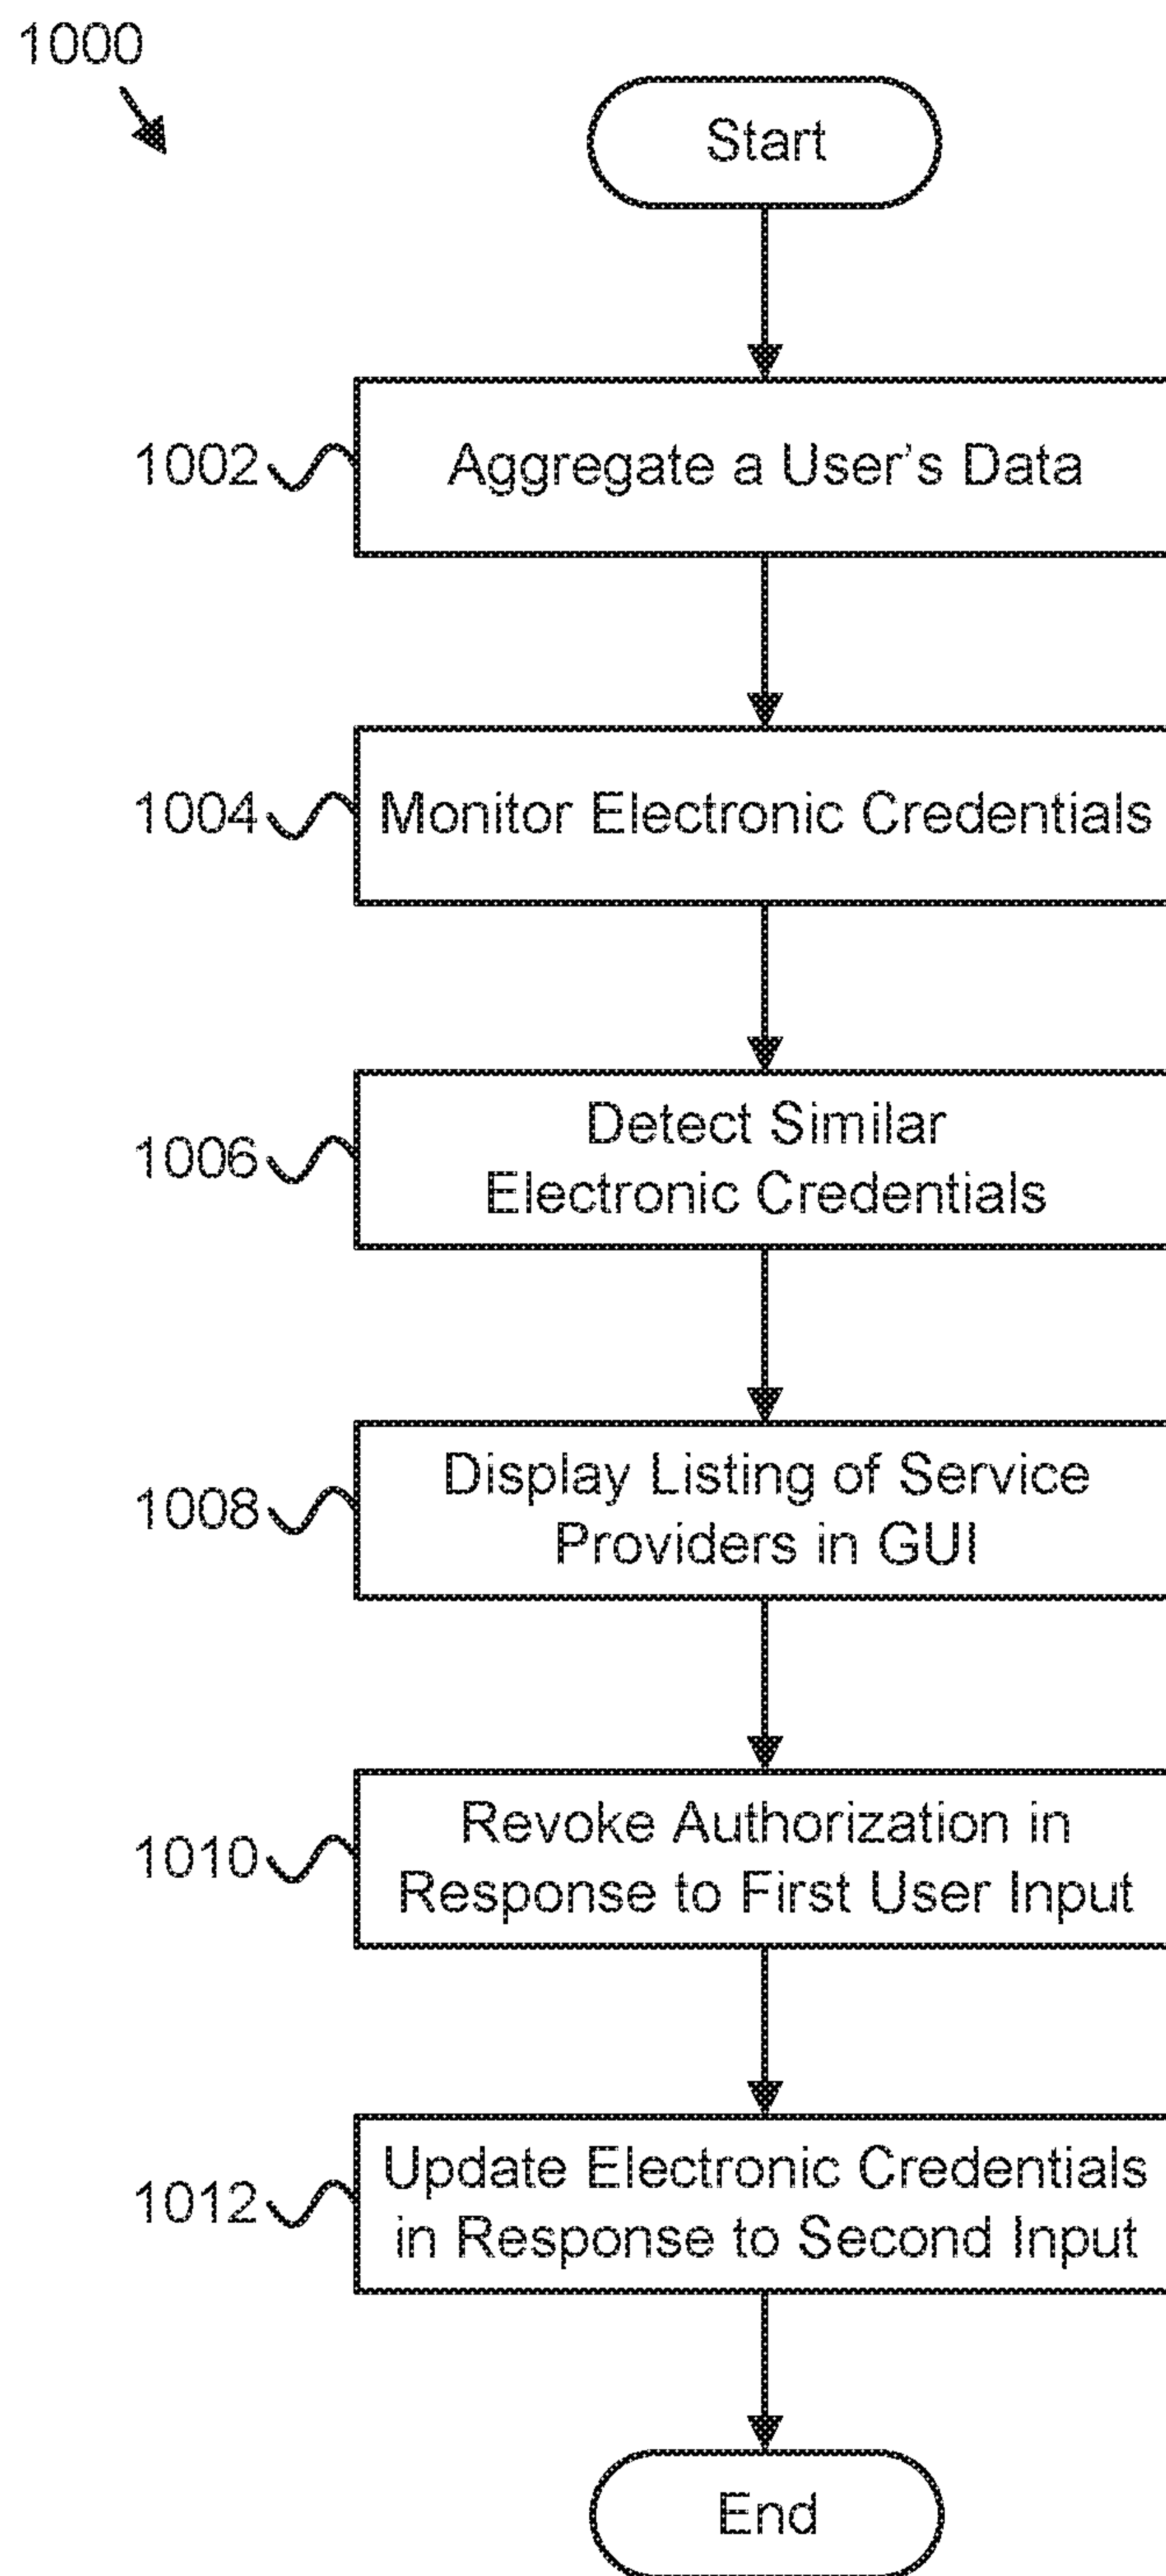 1000
Start
1002
Aggregate a User's Data
1004
Monitor Electronic Credentials
1006
Detect Similar
Electronic Credentials
1008
Display Listing of Service
Providers in GUI
1010
Revoke Authorization in
Response to First User Input
1012
Update Electronic Credentials
in Response to Second Input
End